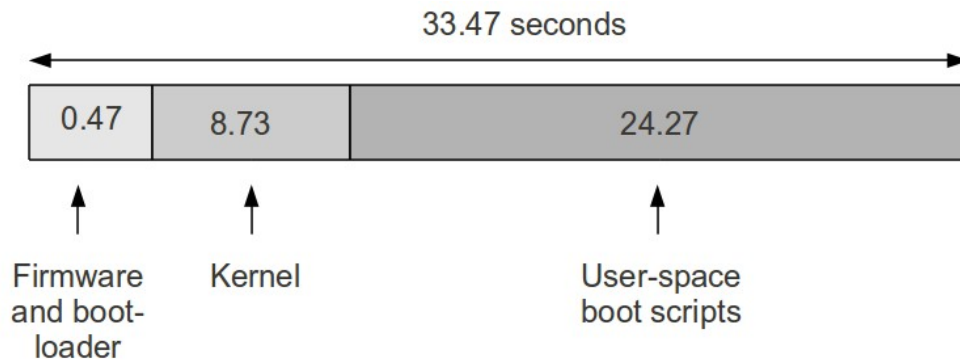 33.47 seconds
0.47
8.73
24.27
Firmware
and boot-
loader
Kernel
User-space
boot scripts